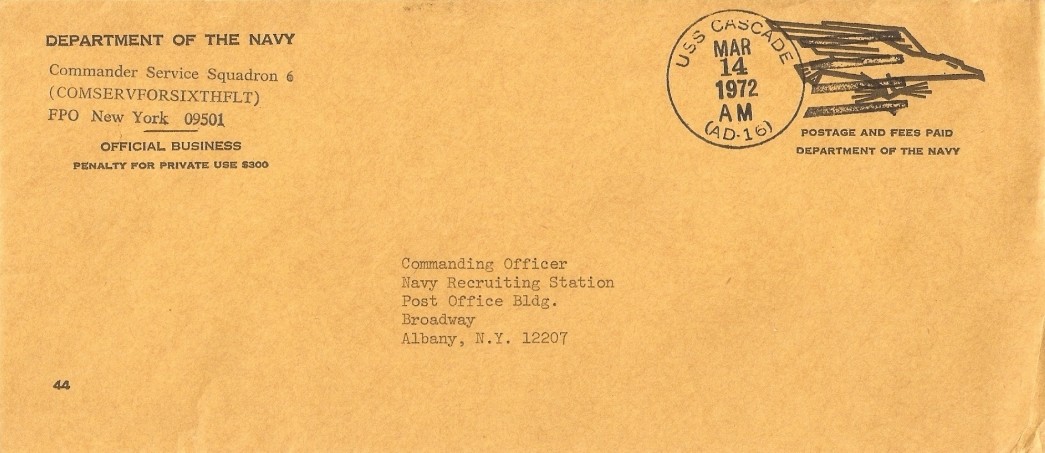 DEPARTMENT OF THE NAVY
Commander Service Squadron 6
(COMSERVFORSIXTHFLT)
FPO New York 09501
OFFICIAL BUSINESS
PENALTY FOR PRIVATE USE $300
USS CASCADE
MAR
14
1972
AM
(AD-16)
POSTAGE AND FEES PAID
DEPARTMENT OF THE NAVY
Commanding Officer
Navy Recruiting Station
Post Office Bldg.
Broadway
Albany, N.Y. 12207
44